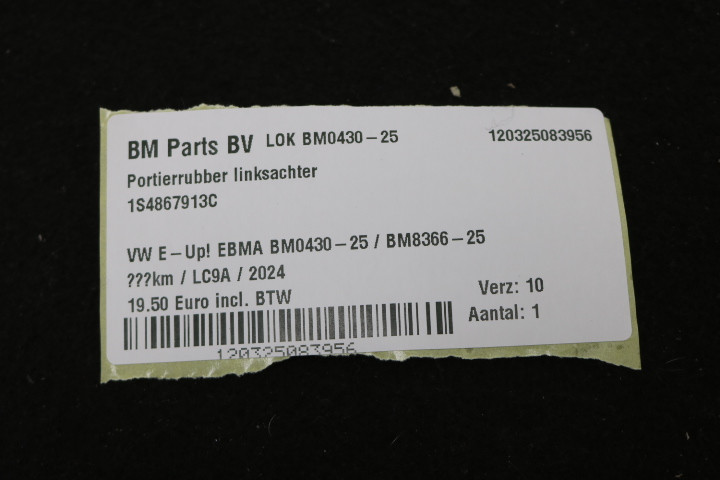 BM Parts BV LOK BM0430-25 120325083956
Portierrubber linksachter
1S4867913C
VW E-Up! EBMA BM0430-25 / BM8366-25
???km / LC9A / 2024
19.50 Euro incl. BTW
Verz: 10
Aantal: 1
120325083956